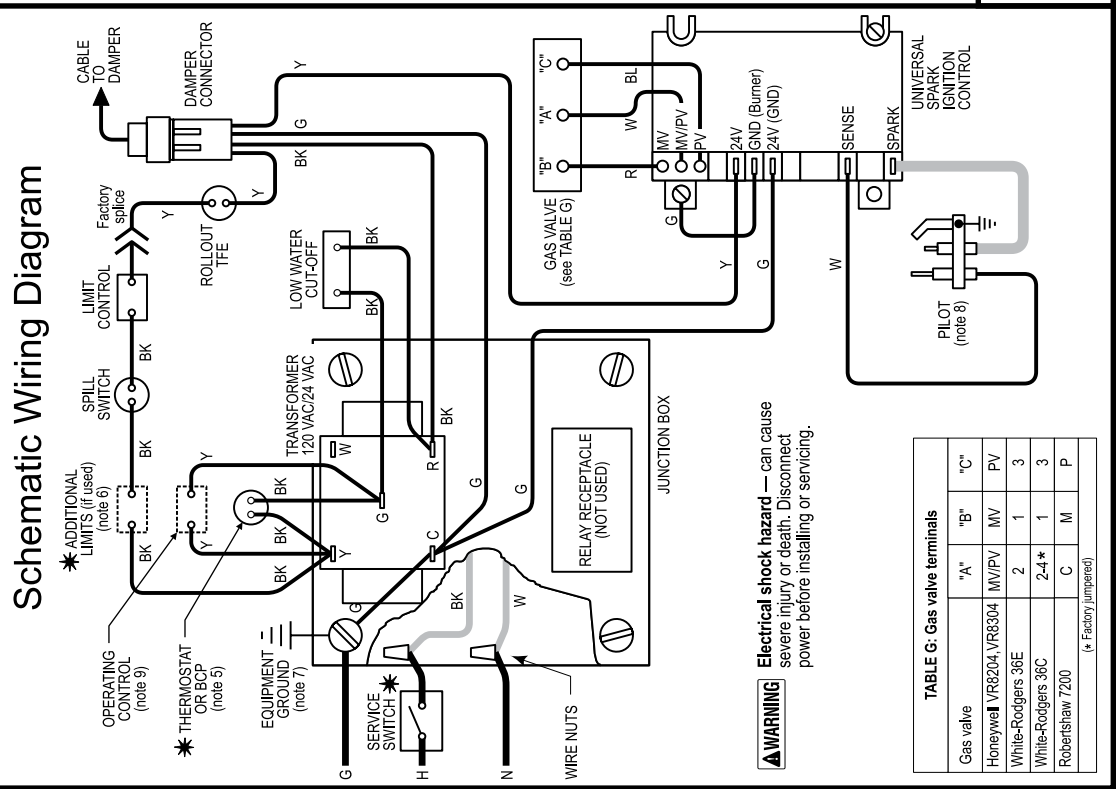 Schematic Wiring Diagram
CABLE
TO
DAMPER
DAMPER
CONNECTOR
Y
G
BK
Y
Factory
splice
Y
ROLLOUT
TFE
LIMIT
CONTROL
BK
SPILL
SWITCH
BK
ADDITIONAL
LIMITS (if used)
(note 6)
BK
OPERATING
CONTROL
(note 9)
Y
Y
THERMOSTAT
OR BCP
(note 5)
BK
BK
EQUIPMENT
GROUND
(note 7)
G
SERVICE
SWITCH
G
H
N
WIRE NUTS
BK
W
LOW WATER
CUT-OFF
BK
BK
TRANSFORMER
120 VAC/24 VAC
W
R
BK
G
Y
C
G
G
RELAY RECEPTACLE
(NOT USED)
JUNCTION BOX
GAS VALVE
(see TABLE G)
"B"
"A"
"C"
R
W
BL
MV
MV/PV
PV
24V
GND (Burner)
24V (GND)
SENSE
SPARK
UNIVERSAL
SPARK
IGNITION
CONTROL
G
Y
G
W
PILOT
(note 8)
WARNING
Electrical shock hazard — can cause
severe injury or death. Disconnect
power before installing or servicing.
TABLE G: Gas valve terminals
Gas valve "A" "B" "C"
Honeywell VR8204,VR8304 MV/PV MV PV
White-Rodgers 36E 2 1 3
White-Rodgers 36C 2-4* 1 3
Robertshaw 7200 C M P
(* Factory jumpered)